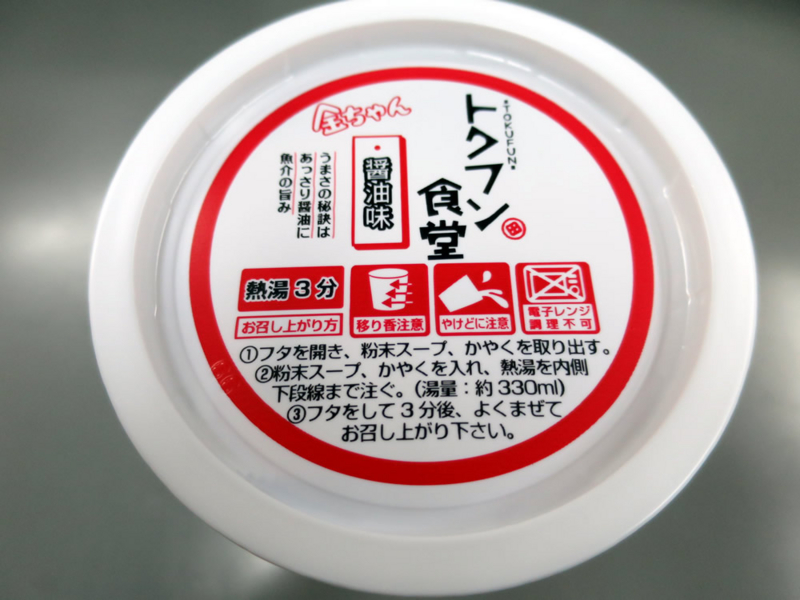 金ちゃん
・TOKUFUN・
トクフン
食堂
田
・醤油味
うまさの秘訣は
あっさり醤油に
魚介の旨み
熱湯3分
お召し上がり方
移り香注意
やけどに注意
電子レンジ
調理不可
①フタを開き、粉末スープ、かやくを取り出す。
②粉末スープ、かやくを入れ、熱湯を内側
下段線まで注ぐ。(湯量：約330ml)
③フタをして3分後、よくまぜて
お召し上がり下さい。